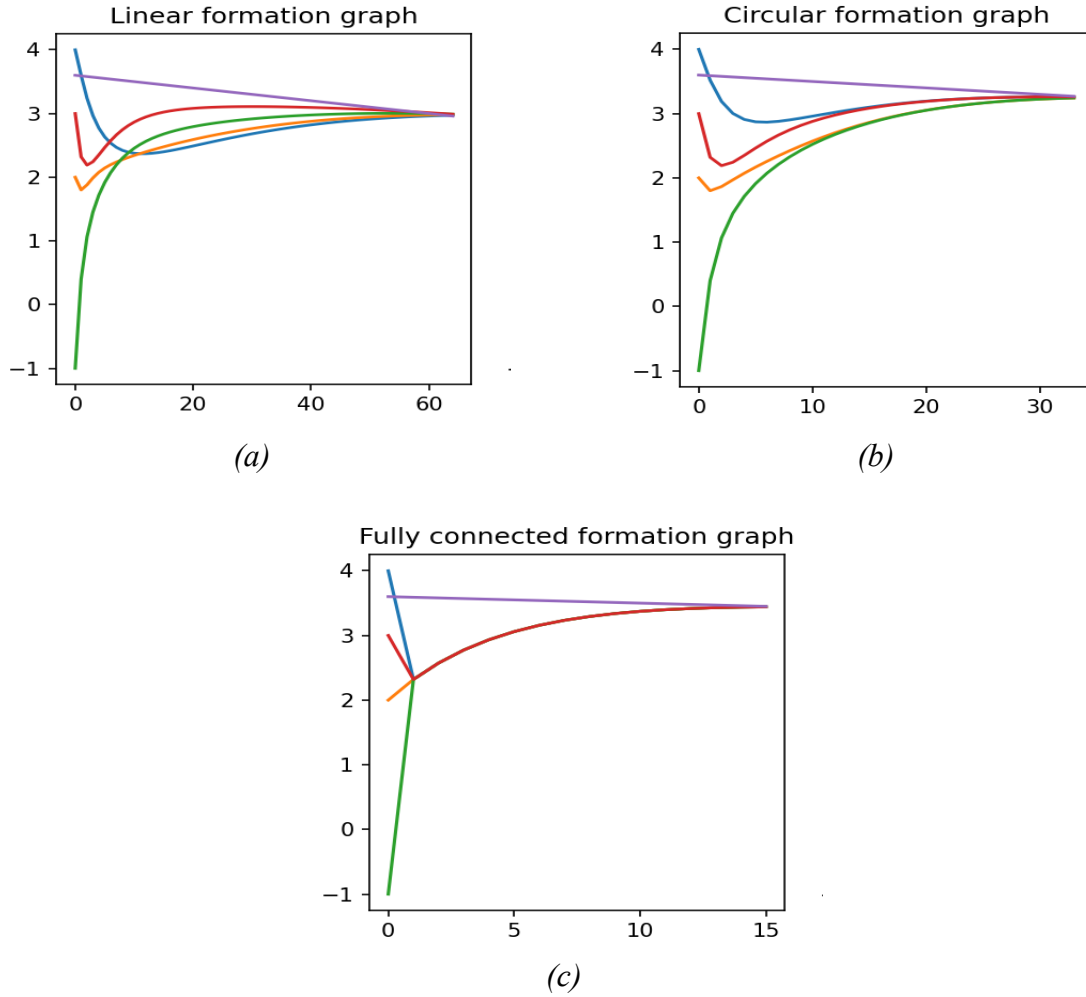 Linear formation graph
4
3
2
1
0
−1
0 20 40 60
(a)
Circular formation graph
4
3
2
1
0
−1
0 10 20 30
(b)
Fully connected formation graph
4
3
2
1
0
−1
0 5 10 15
(c)